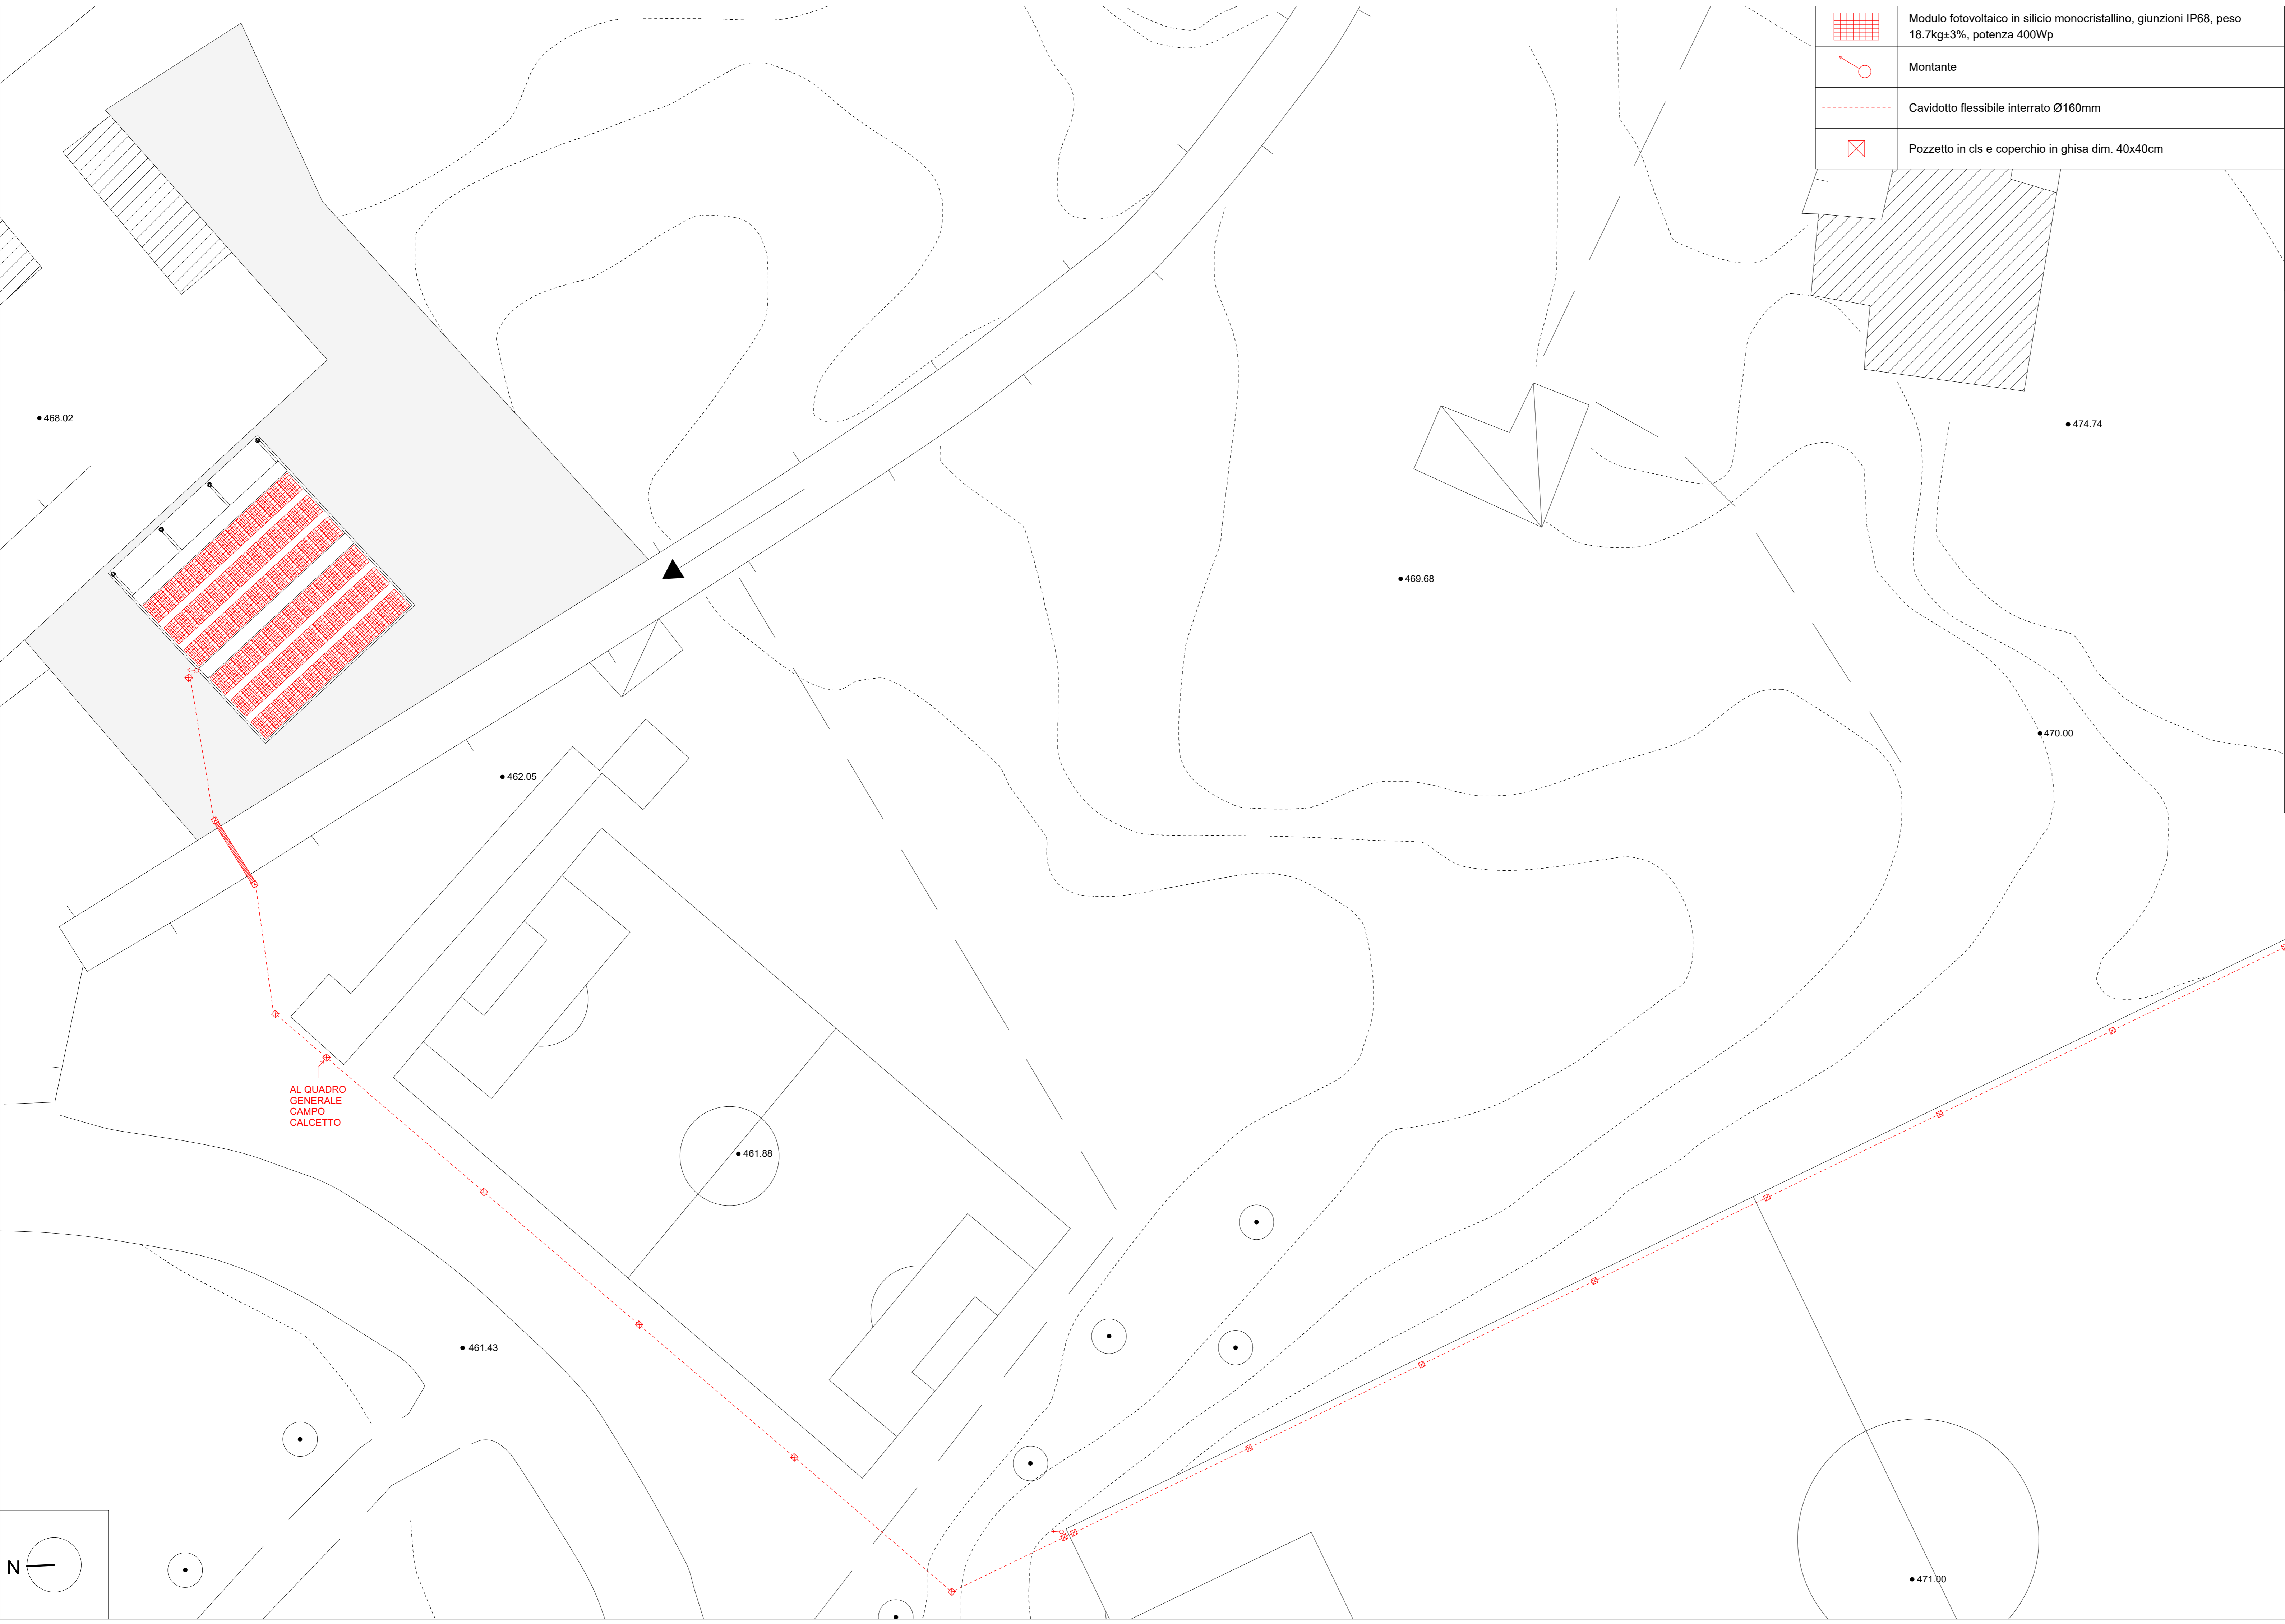 Modulo fotovoltaico in silicio monocristallino, giunzioni IP68, peso
18.7kg±3%, potenza 400Wp
Montante
Cavidotto flessibile interrato Ø160mm
Pozzetto in cls e coperchio in ghisa dim. 40x40cm
468.02
474.74
469.68
470.00
462.05
AL QUADRO
GENERALE
CAMPO
CALCETTO
461.88
461.43
N
471.00